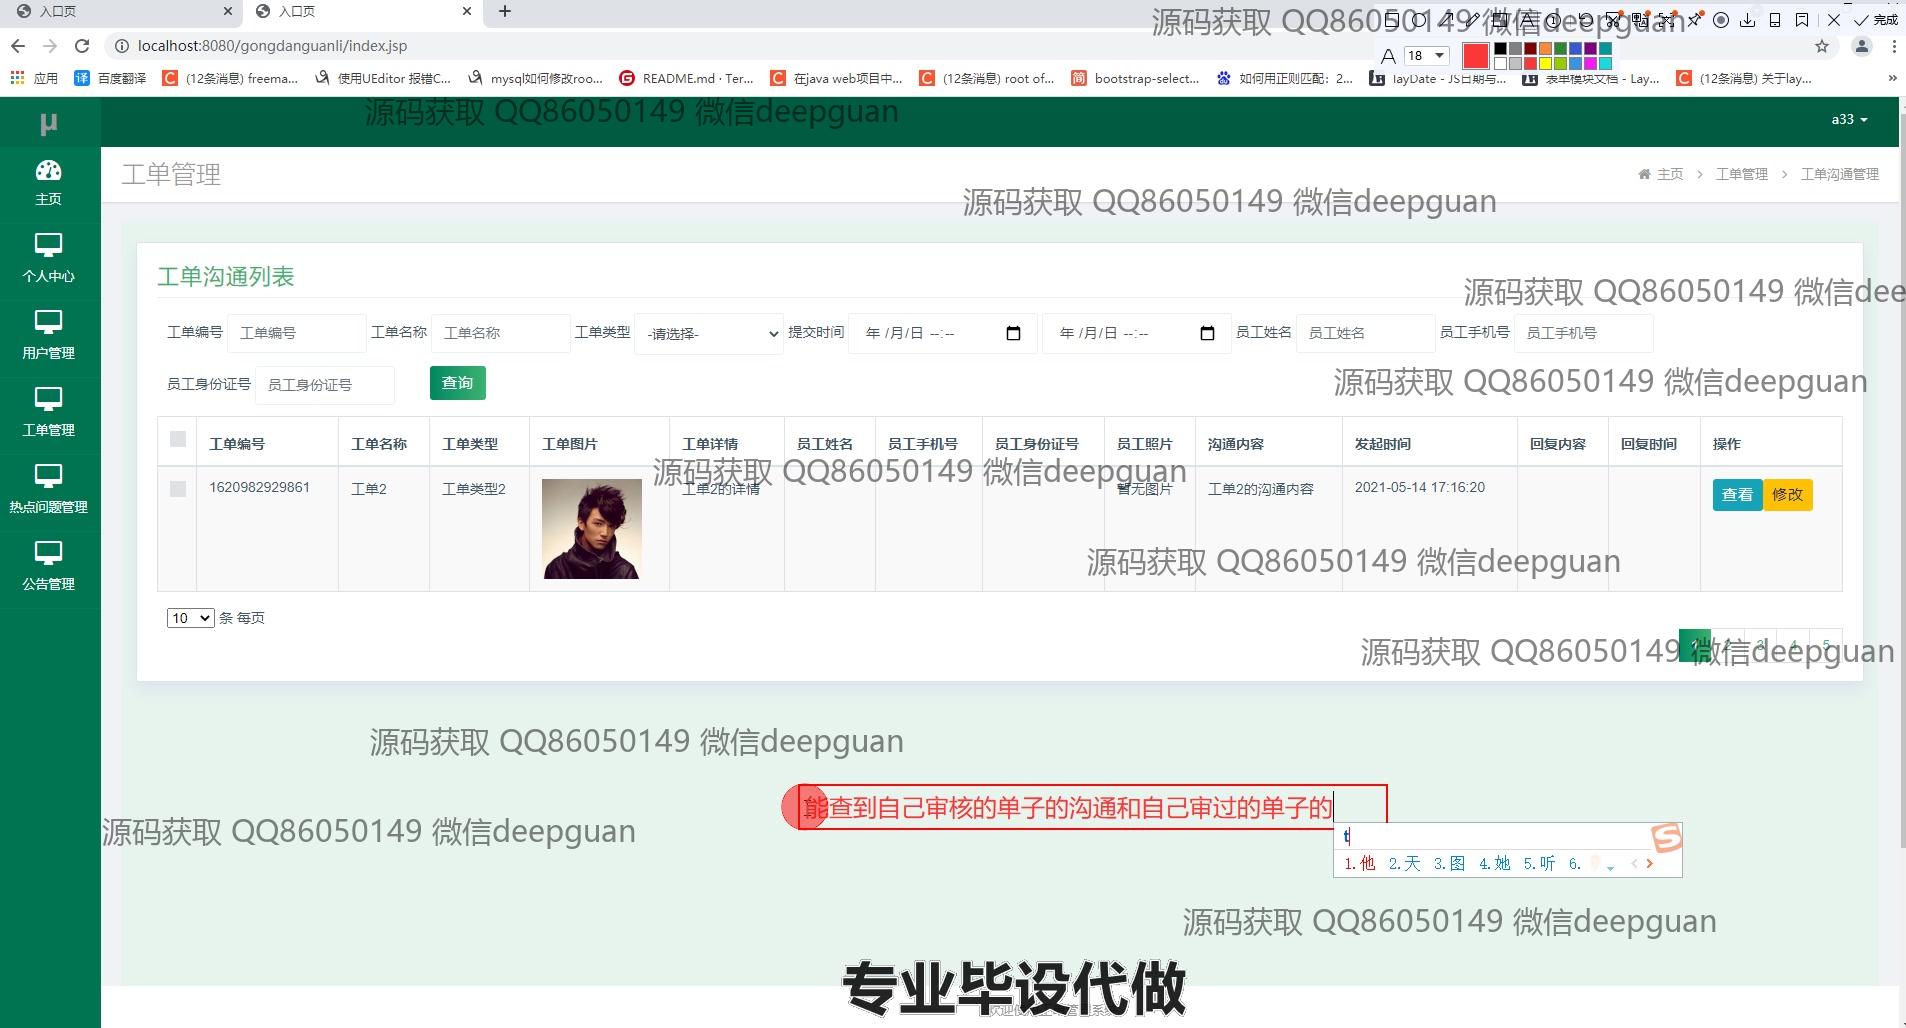 入口页
入口页
完成
localhost:8080/gongdanguanli/index.jsp
18
应用
百度翻译
(12条消息) freema...
使用UEditor 报错C...
mysql如何修改roo...
README.md · Ter...
在java web项目中...
(12条消息) root of...
bootstrap-select...
如何用正则匹配：2...
layDate - JS日期与...
表单模块文档 - Lay...
(12条消息) 关于lay...
源码获取 QQ86050149 微信deepguan
源码获取 QQ86050149 微信deepguan
μ
a33
主页
个人中心
用户管理
工单管理
热点问题管理
公告管理
工单管理
主页 > 工单管理 > 工单沟通管理
源码获取 QQ86050149 微信deepguan
工单沟通列表
源码获取 QQ86050149 微信dee
工单编号 工单编号 工单名称 工单名称 工单类型 -请选择- 提交时间 年 /月/日 --:-- 年 /月/日 --:-- 员工姓名 员工姓名 员工手机号 员工手机号
员工身份证号 员工身份证号 查询
源码获取 QQ86050149 微信deepguan
工单编号 工单名称 工单类型 工单图片 工单详情 员工姓名 员工手机号 员工身份证号 员工照片 沟通内容 发起时间 回复内容 回复时间 操作
源码获取 QQ86050149 微信deepguan
1620982929861 工单2 工单类型2 工单2的详情 暂无图片 工单2的沟通内容 2021-05-14 17:16:20 查看 修改
源码获取 QQ86050149 微信deepguan
10 条 每页
1 2 3 4 5
源码获取 QQ86050149 微信deepguan
源码获取 QQ86050149 微信deepguan
能查到自己审核的单子的沟通和自己审过的单子的
源码获取 QQ86050149 微信deepguan
t
1.他 2.天 3.图 4.她 5.听 6.
源码获取 QQ86050149 微信deepguan
专业毕设代做